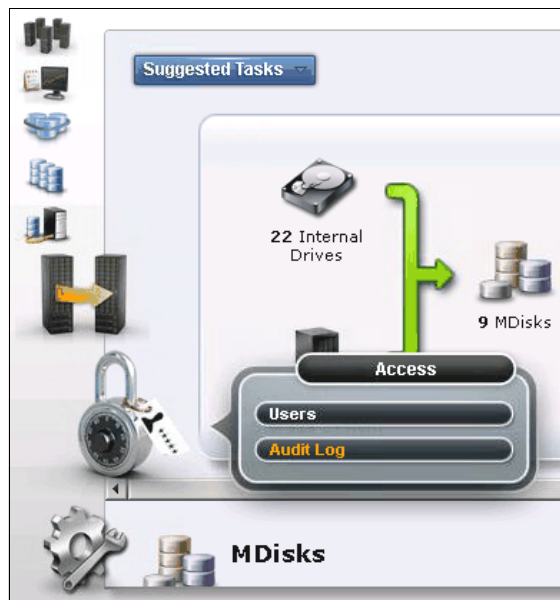 Suggested Tasks
22 Internal
Drives
9 MDisks
Access
Users
Audit Log
MDisks